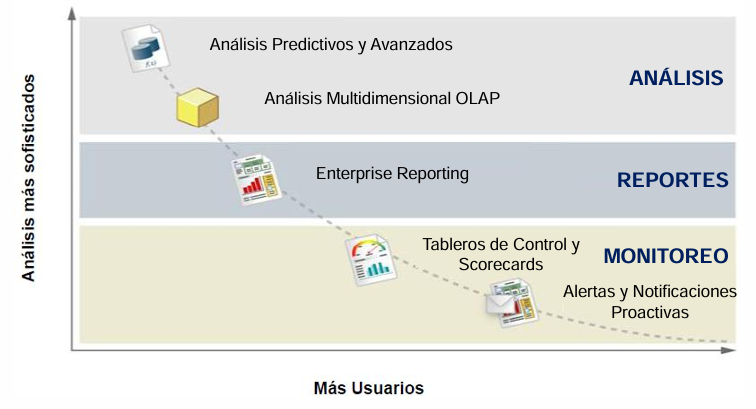 Análisis Predictivos y Avanzados
ANÁLISIS
Análisis Multidimensional OLAP
Enterprise Reporting
REPORTES
Tableros de Control y
Scorecards
MONITOREO
Alertas y Notificaciones
Proactivas
Análisis más sofisticados
Más Usuarios